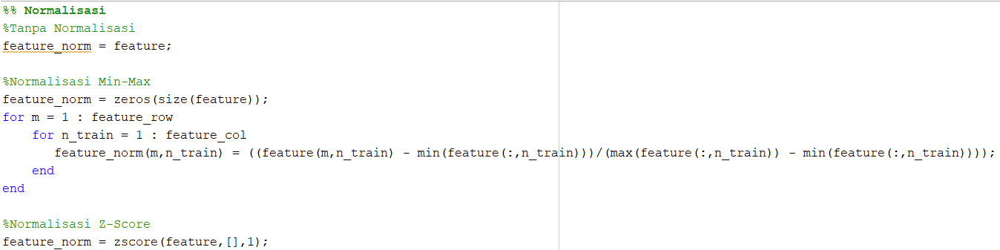 %% Normalisasi
%Tanpa Normalisasi
feature_norm = feature;
%Normalisasi Min-Max
feature_norm = zeros(size(feature));
for m = 1 : feature_row
for n_train = 1 : feature_col
feature_norm(m,n_train) = ((feature(m,n_train) - min(feature(:,n_train)))/(max(feature(:,n_train)) - min(feature(:,n_train))));
end
end
%Normalisasi Z-Score
feature_norm = zscore(feature,[],1);